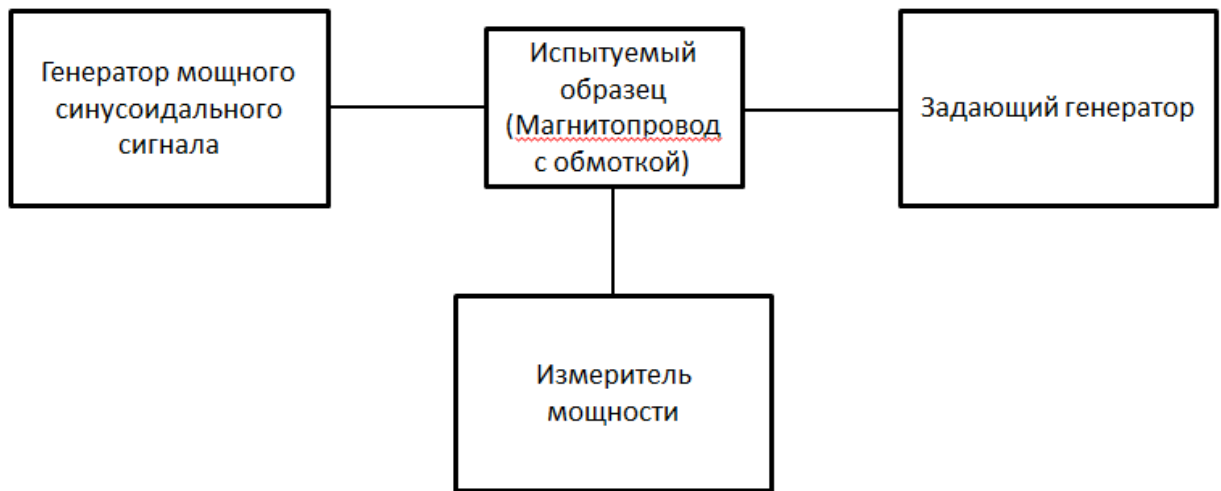 Генератор мощного
синусоидального
сигнала
Испытуемый
образец
(Магнитопровод
с обмоткой)
Задающий генератор
Измеритель
мощности